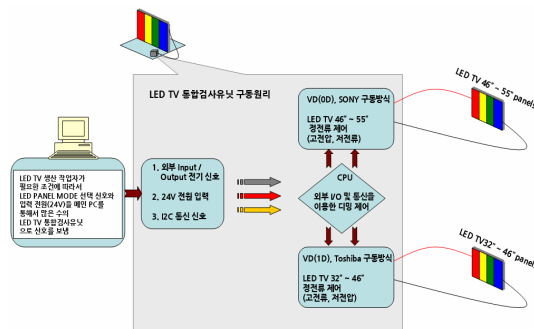 LED TV 통합검사유닛 구동원리
LED TV 생산 작업자가
필요한 조건에 따라서
LED PANEL MODE 선택 신호와
입력 전원(24V)을 메인 PC를
통해서 많은 수의
LED TV 통합검사유닛
으로 신호를 보냄
1. 외부 Input /
Output 전기 신호
2. 24V 전원 입력
3. I2C 통신 신호
VD(0D), SONY 구동방식
LED TV 46" ~ 55"
정전류 제어
(고전압, 저전류)
CPU
외부 I/O 및 통신을
이용한 디밍 제어
VD(1D), Toshiba 구동방식
LED TV 32" ~ 46"
정전류 제어
(고전류, 저전압)
LED TV 46" ~ 55" panels
LED TV32" ~ 46" panels